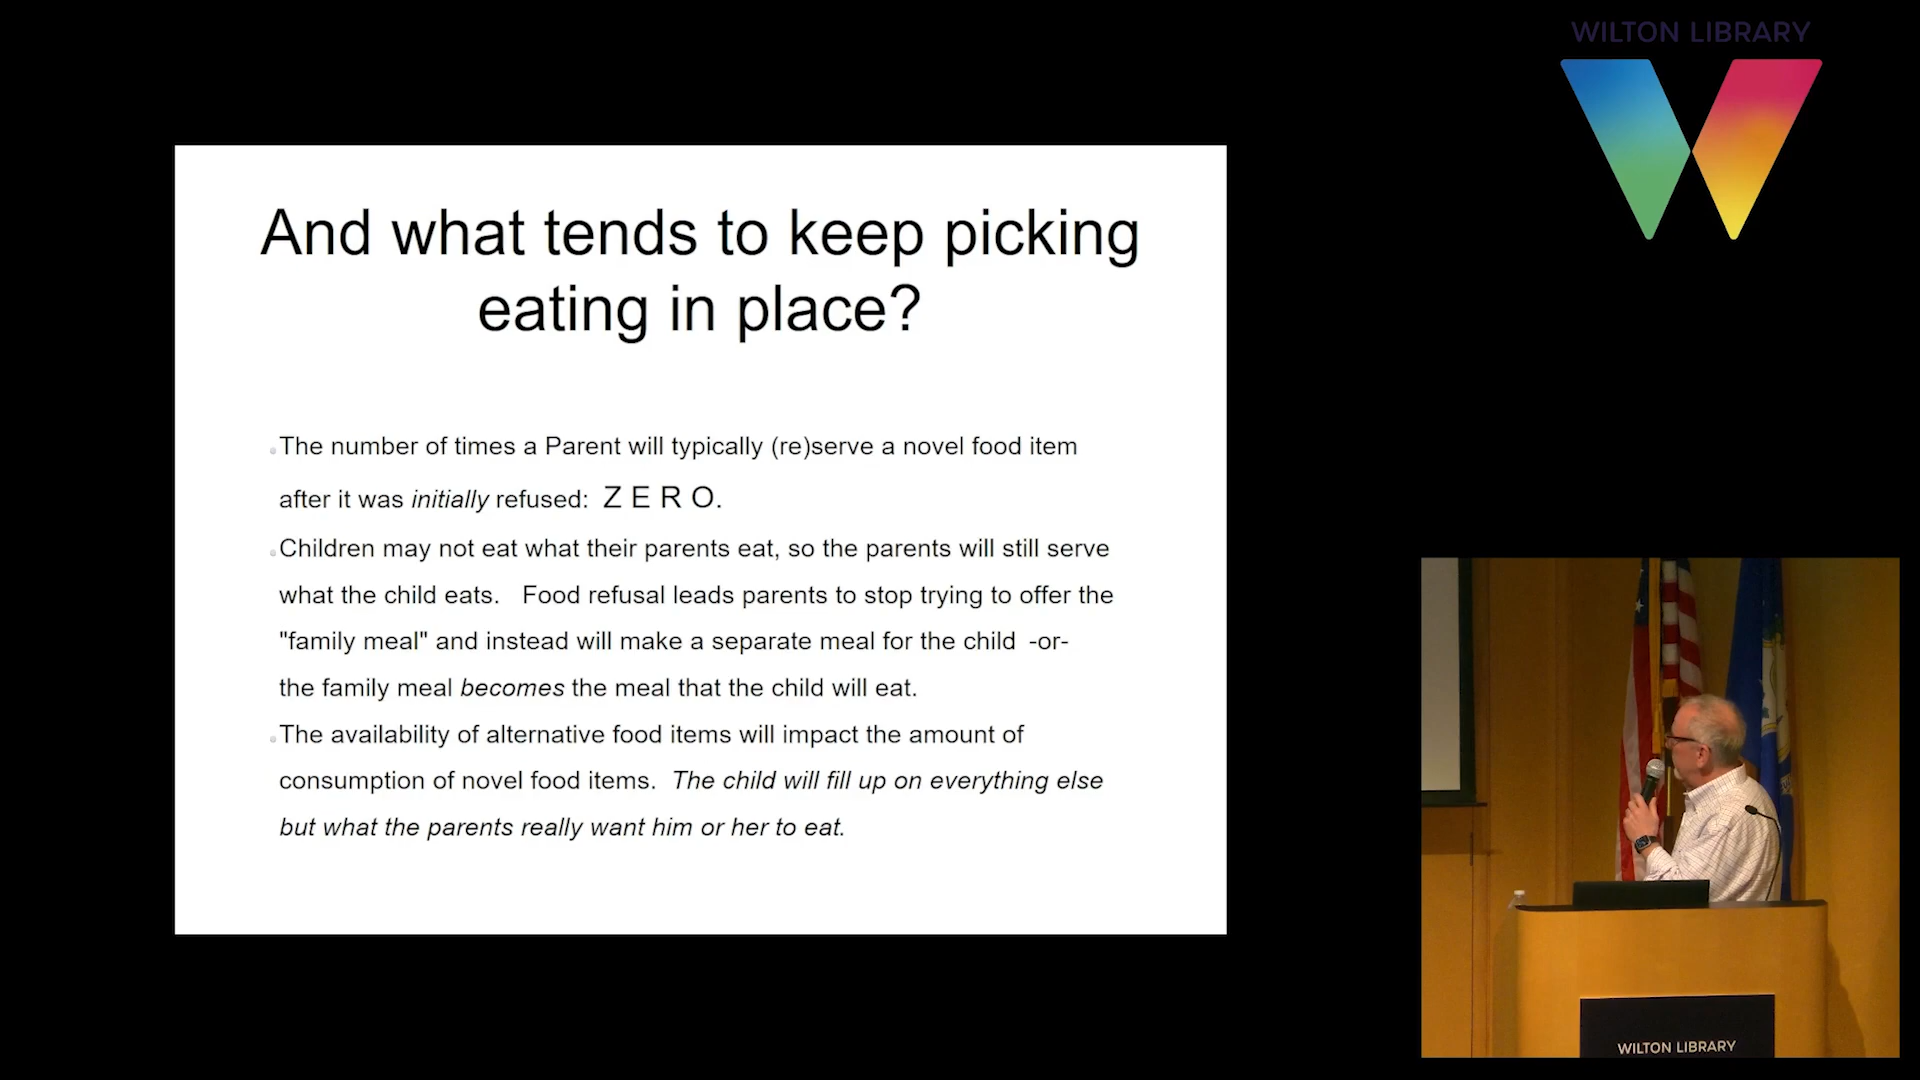 WILTON LIBRARY
And what tends to keep picking
eating in place?
The number of times a Parent will typically (re)serve a novel food item
after it was initially refused: Z E R O.
Children may not eat what their parents eat, so the parents will still serve
what the child eats. Food refusal leads parents to stop trying to offer the
"family meal" and instead will make a separate meal for the child -or-
the family meal becomes the meal that the child will eat.
The availability of alternative food items will impact the amount of
consumption of novel food items. The child will fill up on everything else
but what the parents really want him or her to eat.
WILTON LIBRARY